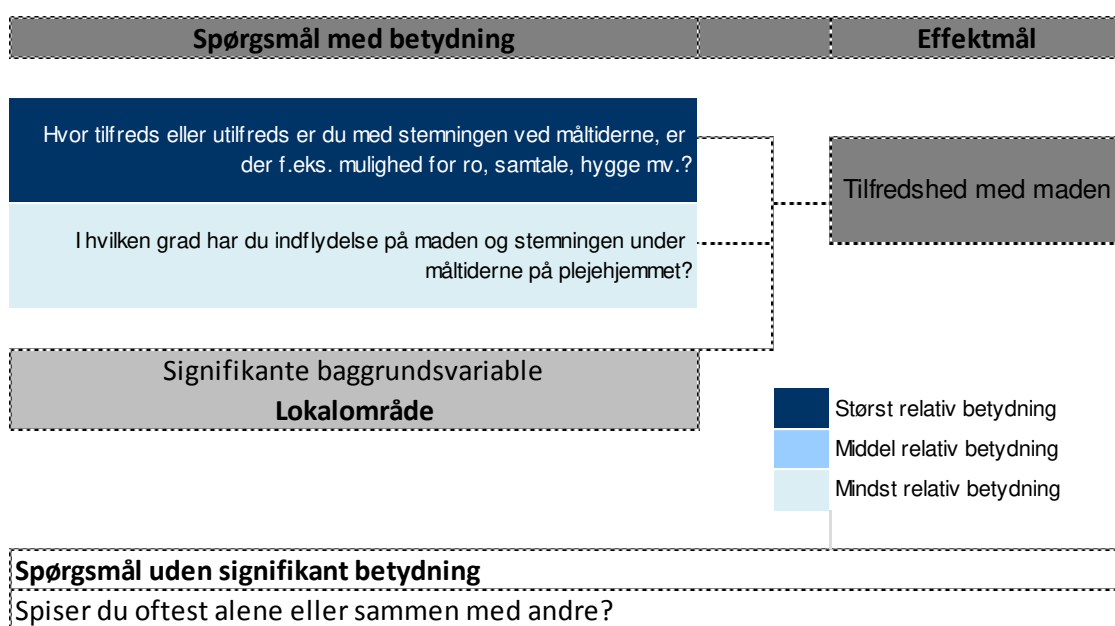 Spørgsmål med betydning
Effektmål
Hvor tilfreds eller utilfreds er du med stemningen ved måltiderne, er
der f.eks. mulighed for ro, samtale, hygge mv.?
Tilfredshed med maden
I hvilken grad har du indflydelse på maden og stemningen under
måltiderne på plejehjemmet?
Signifikante baggrundsvariable
Lokalområde
Størst relativ betydning
Middel relativ betydning
Mindst relativ betydning
Spørgsmål uden signifikant betydning
Spiser du oftest alene eller sammen med andre?